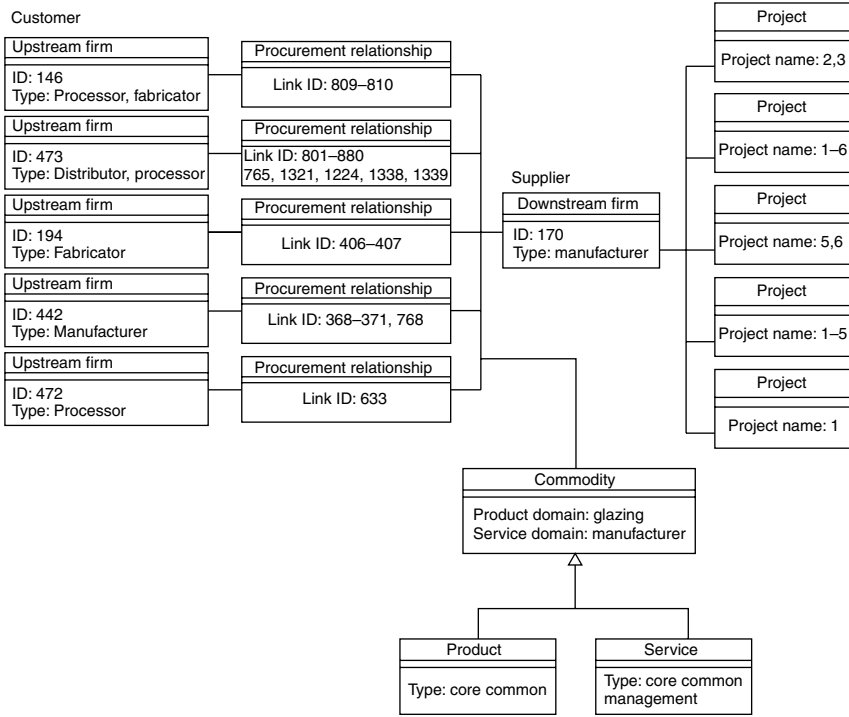 Customer
Upstream firm
ID: 146
Type: Processor, fabricator
Procurement relationship
Link ID: 809–810
Upstream firm
ID: 473
Type: Distributor, processor
Procurement relationship
Link ID: 801–880
765, 1321, 1224, 1338, 1339
Upstream firm
ID: 194
Type: Fabricator
Procurement relationship
Link ID: 406–407
Upstream firm
ID: 442
Type: Manufacturer
Procurement relationship
Link ID: 368–371, 768
Upstream firm
ID: 472
Type: Processor
Procurement relationship
Link ID: 633
Supplier
Downstream firm
ID: 170
Type: manufacturer
Project
Project name: 2,3
Project
Project name: 1–6
Project
Project name: 5,6
Project
Project name: 1–5
Project
Project name: 1
Commodity
Product domain: glazing
Service domain: manufacturer
Product
Type: core common
Service
Type: core common
management